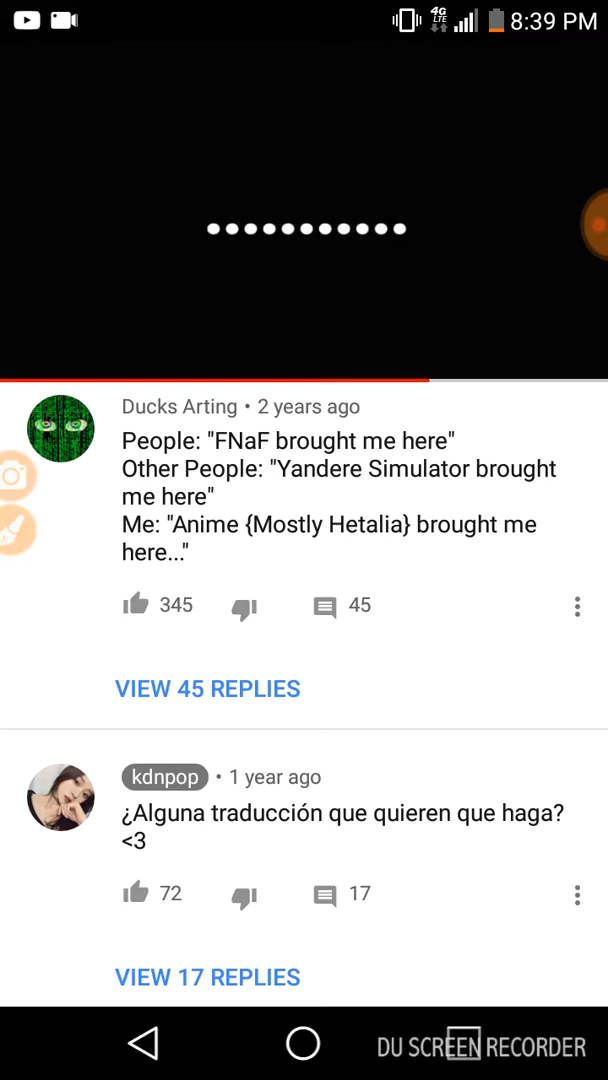 4G
LTE
8:39 PM
Ducks Arting • 2 years ago
People: "FNaF brought me here"
Other People: "Yandere Simulator brought
me here"
Me: "Anime {Mostly Hetalia} brought me
here..."
345
45
VIEW 45 REPLIES
kdnpop • 1 year ago
¿Alguna traducción que quieren que haga?
<3
72
17
VIEW 17 REPLIES
DU SCREEN RECORDER